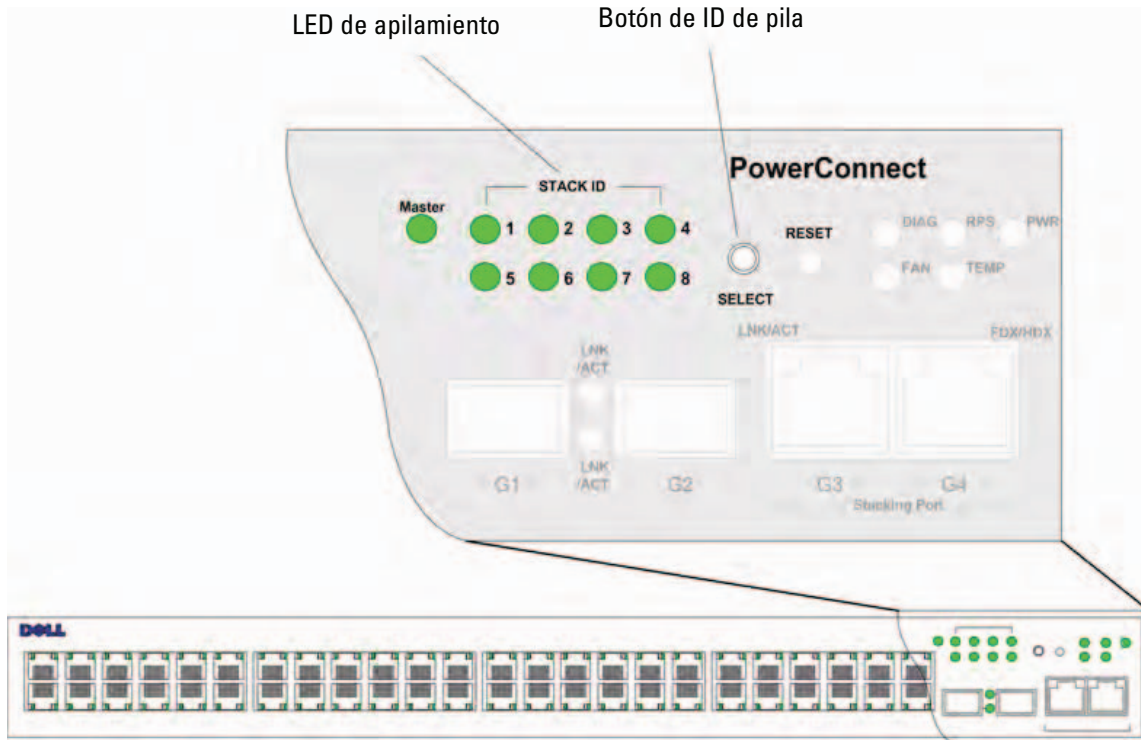 LED de apilamiento
Botón de ID de pila
PowerConnect
STACK ID
Master
1 2 3 4
RESET
DIAG RPS PWR
5 6 7 8
FAN TEMP
SELECT
LNK/ACT FDX/HDX
LNK
/ACT
LNK
/ACT
G1 G2 G3 G4
Stacking Port
DELL